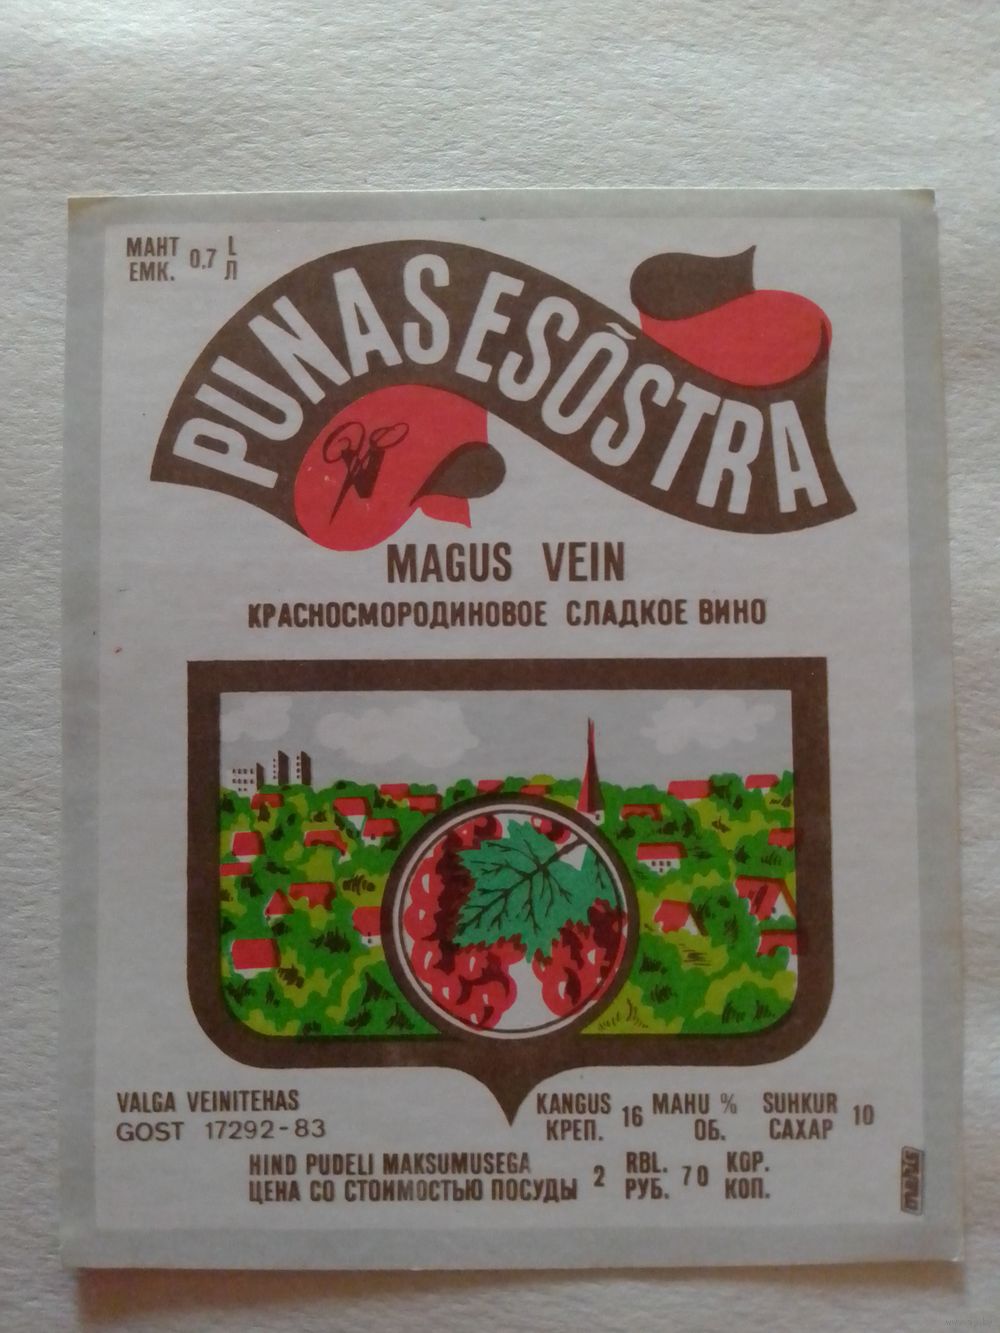 MAHT 0,7 L
ЕМК. Л
PUNASESÕSTRA
MAGUS VEIN
КРАСНОСМОРОДИНОВОЕ СЛАДКОЕ ВИНО
VALGA VEINITEHAS
GOST 17292-83
KANGUS 16 MAHU % SUHKUR 10
КРЕП. ОБ. САХАР
HIND PUDELI MAKSUMUSEGA 2 RBL. 70 KOP.
ЦЕНА СО СТОИМОСТЬЮ ПОСУДЫ РУБ. КОП.